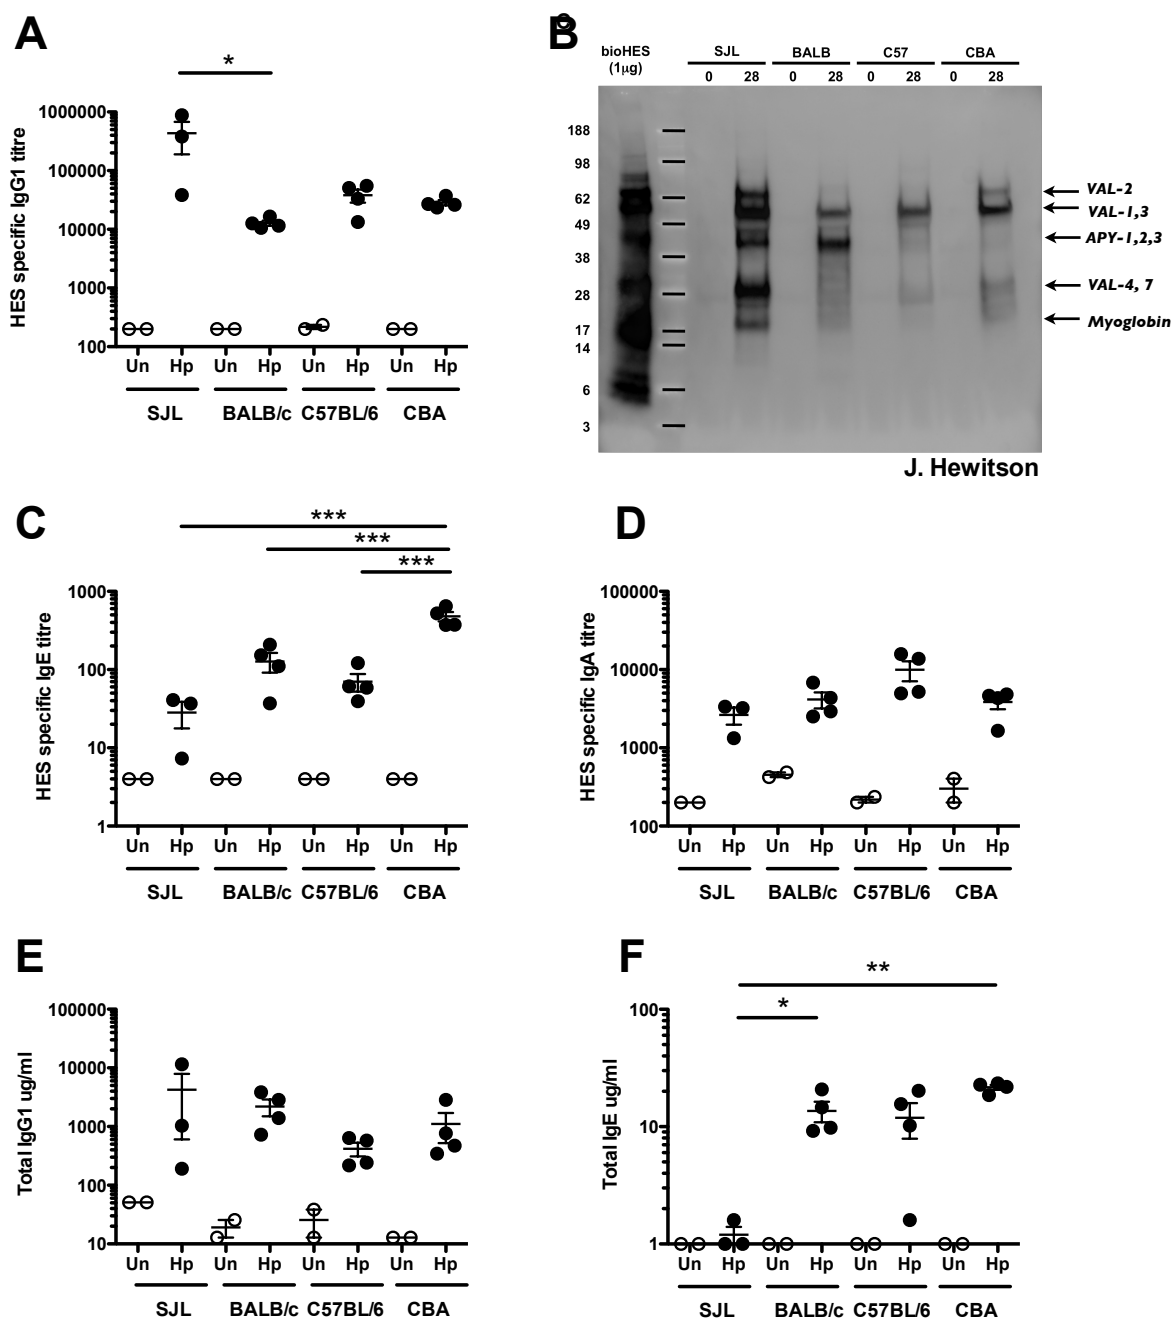 A
*
HES specific IgG1 titre
1000000
100000
10000
1000
100
Un Hp Un Hp Un Hp Un Hp
SJL BALB/c C57BL/6 CBA
B
bioHES
(1μg)
SJL BALB C57 CBA
0 28 0 28 0 28 0 28
188
98
62
49
38
28
17
14
6
3
VAL-2
VAL-1,3
APY-1,2,3
VAL-4, 7
Myoglobin
J. Hewitson
C
***
***
***
HES specific IgE titre
1000
100
10
1
Un Hp Un Hp Un Hp Un Hp
SJL BALB/c C57BL/6 CBA
D
HES specific IgA titre
100000
10000
1000
100
Un Hp Un Hp Un Hp Un Hp
SJL BALB/c C57BL/6 CBA
E
Total IgG1 ug/ml
100000
10000
1000
100
10
Un Hp Un Hp Un Hp Un Hp
SJL BALB/c C57BL/6 CBA
F
**
*
Total IgE ug/ml
100
10
1
Un Hp Un Hp Un Hp Un Hp
SJL BALB/c C57BL/6 CBA